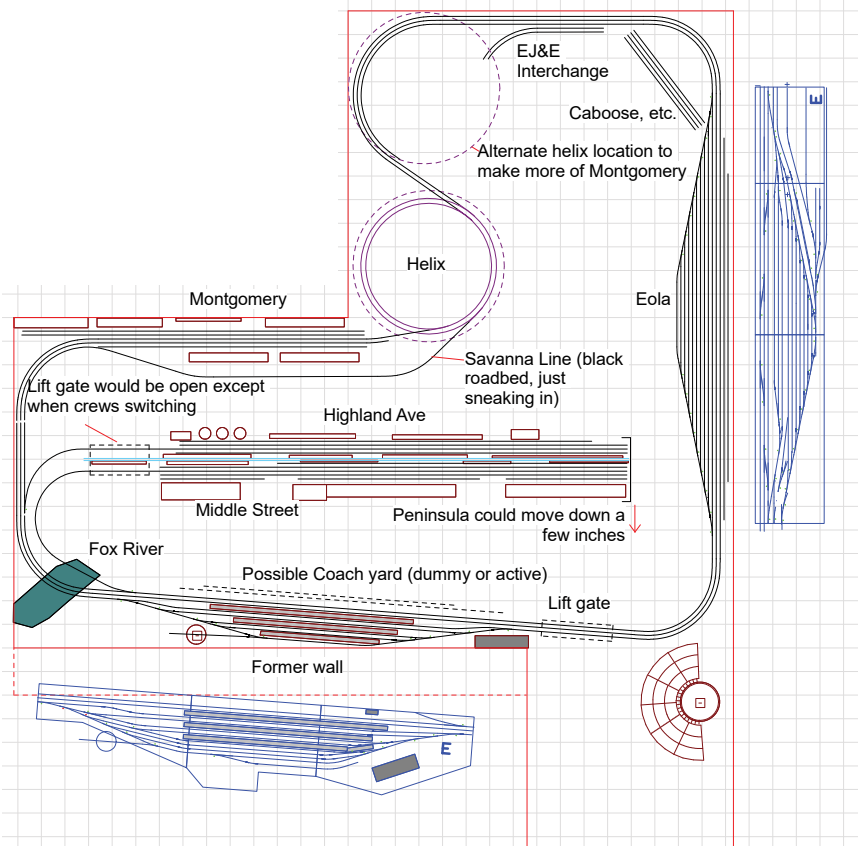 EJ&E
Interchange
E
Caboose, etc.
Alternate helix location to
make more of Montgomery
Helix
Montgomery
Eola
Savanna Line (black
roadbed, just
sneaking in)
Lift gate would be open except
when crews switching
Highland Ave
Middle Street
Peninsula could move down a
few inches
Fox River
Possible Coach yard (dummy or active)
Lift gate
Former wall
E